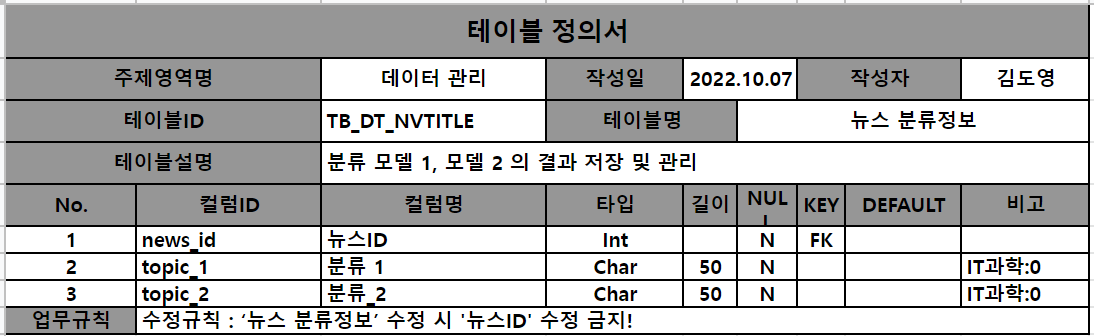 테이블 정의서
주제영역명 데이터 관리 작성일 2022.10.07 작성자 김도영
테이블ID TB_DT_NVTITLE 테이블명 뉴스 분류정보
테이블설명 분류 모델 1, 모델 2 의 결과 저장 및 관리
No. 컬럼ID 컬럼명 타입 길이 NULL KEY DEFAULT 비고
1 news_id 뉴스ID Int N FK
2 topic_1 분류 1 Char 50 N IT과학:0
3 topic_2 분류_2 Char 50 N IT과학:0
업무규칙 수정규칙 : ‘뉴스 분류정보’ 수정 시 '뉴스ID' 수정 금지!